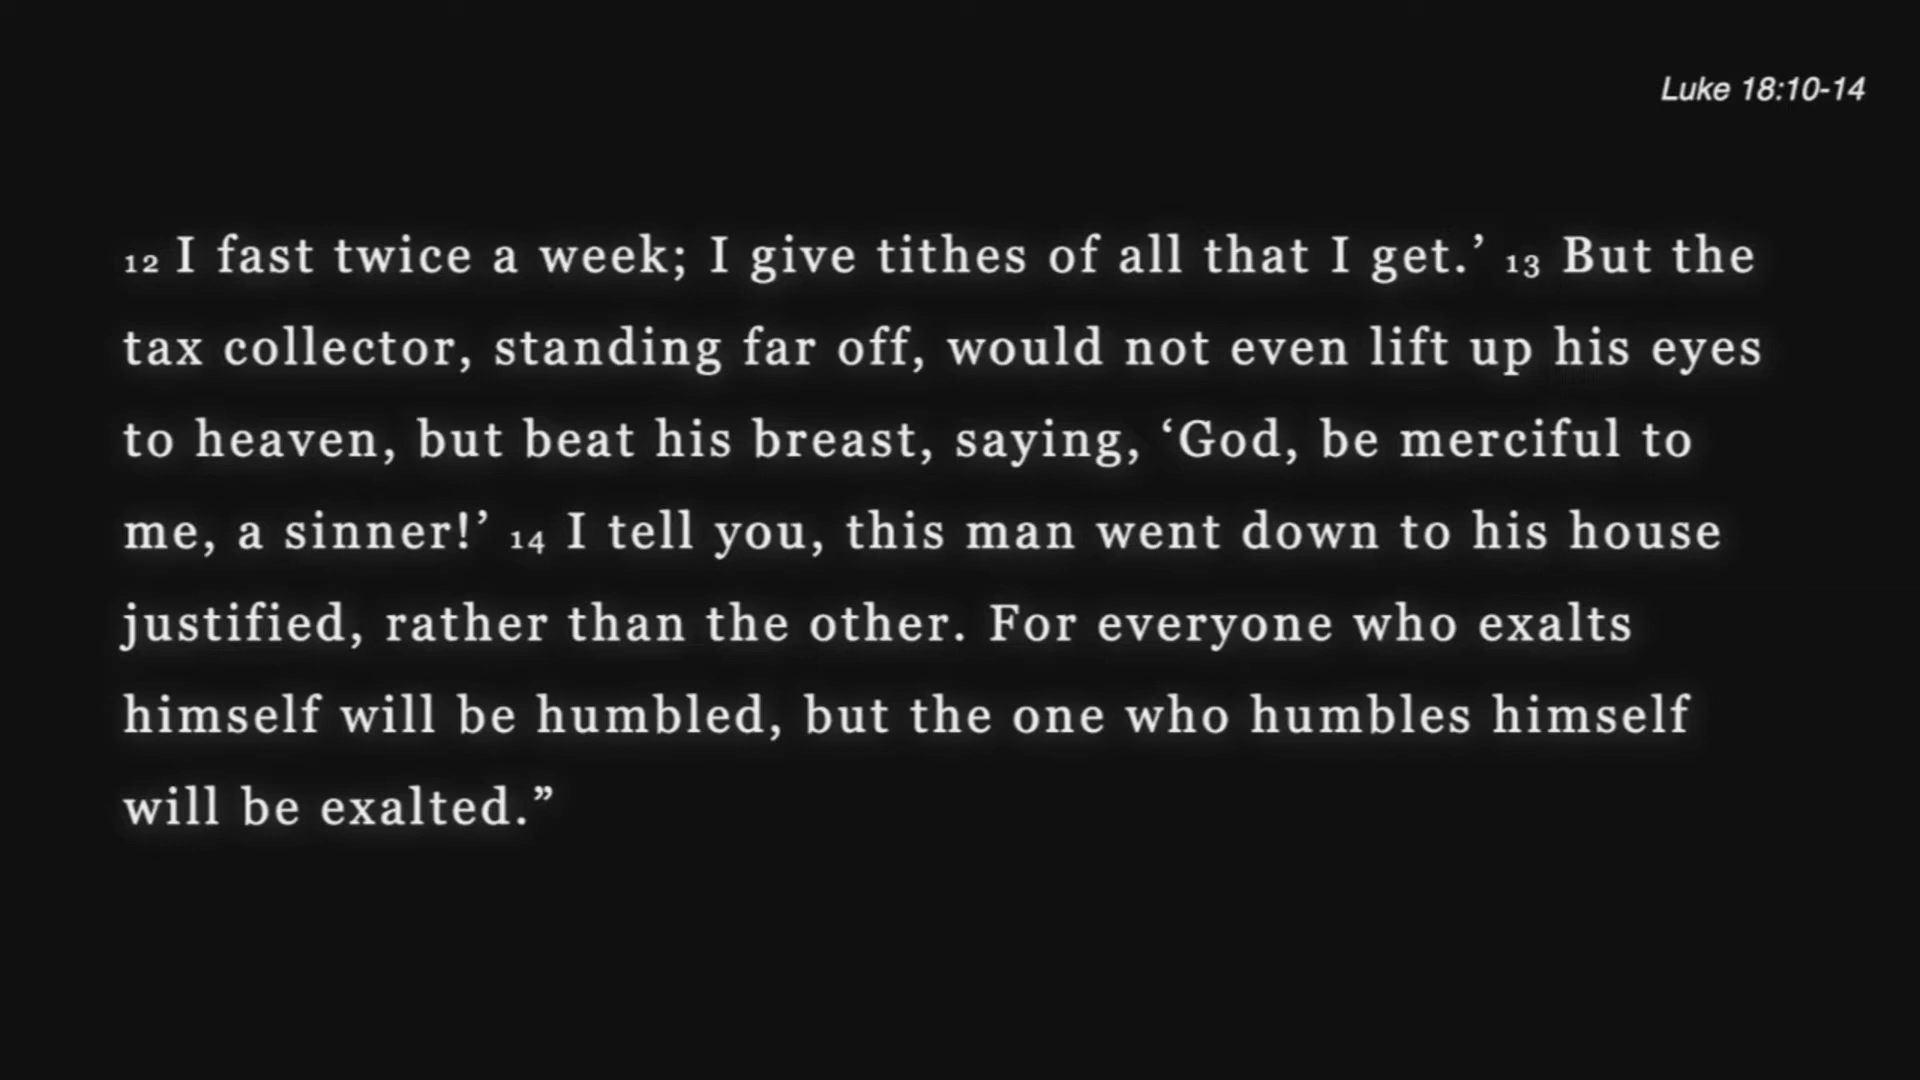 Luke 18:10-14
12 I fast twice a week; I give tithes of all that I get.’ 13 But the
tax collector, standing far off, would not even lift up his eyes
to heaven, but beat his breast, saying, ‘God, be merciful to
me, a sinner!’ 14 I tell you, this man went down to his house
justified, rather than the other. For everyone who exalts
himself will be humbled, but the one who humbles himself
will be exalted.”